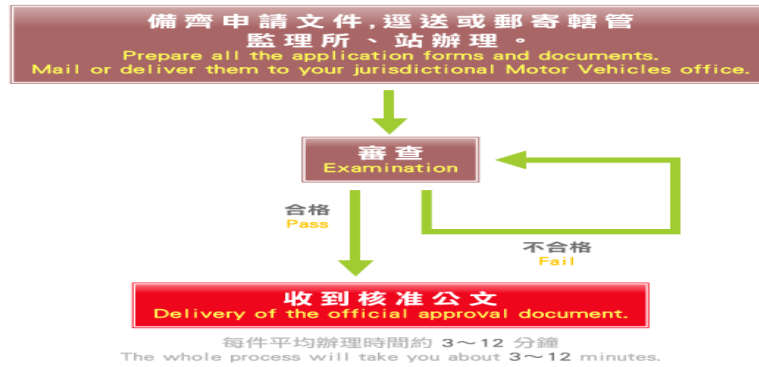 備齊申請文件,逕送或郵寄轄管
監理所、站辦理。
Prepare all the application forms and documents.
Mail or deliver them to your jurisdictional Motor Vehicles office.
審查
Examination
合格
Pass
不合格
Fail
收到核准公文
Delivery of the official approval document.
每件平均辦理時間約 3～12 分鐘
The whole process will take you about 3～12 minutes.